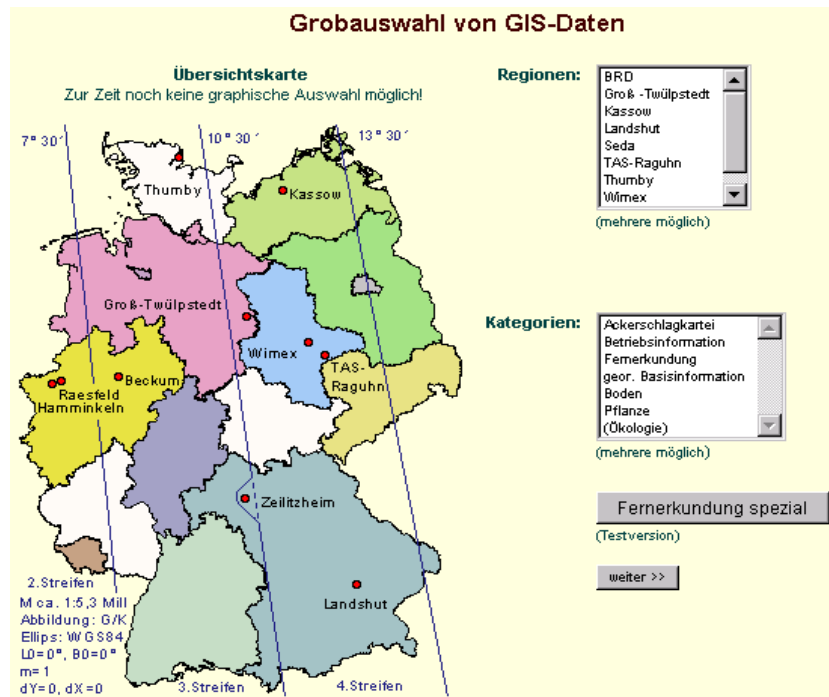 Grobauswahl von GIS-Daten
Übersichtskarte
Zur Zeit noch keine graphische Auswahl möglich!
7° 30´
10° 30´
13° 30´
Thumby
Kassow
Groß-Twülpstedt
Wimex
TAS-
Raguhn
Beckum
Raesfeld
Hamminkeln
Zeilitzheim
Landshut
2.Streifen
M ca. 1:5,3 Mill
Abbildung: G/K
Ellips: WGS84
L0=0°, B0=0°
m=1
dY=0, dX=0
3.Streifen
4.Streifen
Regionen:
BRD
Groß -Twülpstedt
Kassow
Landshut
Seda
TAS-Raguhn
Thumby
Wimex
(mehrere möglich)
Kategorien:
Ackerschlagkartei
Betriebsinformation
Fernerkundung
geor. Basisinformation
Boden
Pflanze
(Ökologie)
(mehrere möglich)
Fernerkundung spezial
(Testversion)
weiter >>